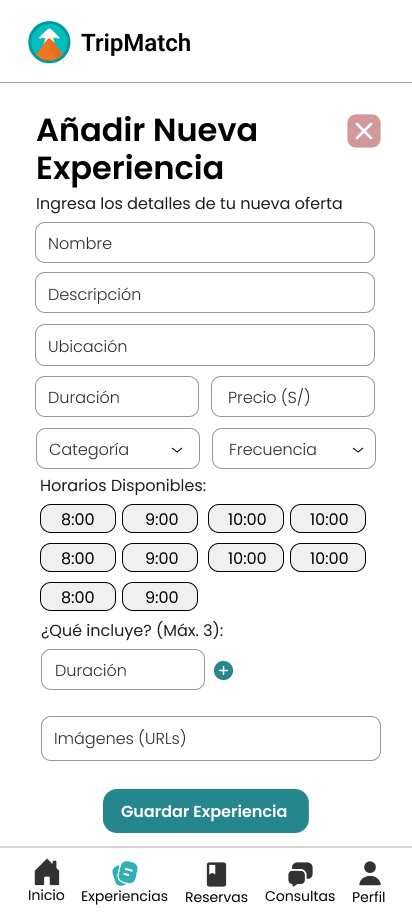 TripMatch
Añadir Nueva
Experiencia
Ingresa los detalles de tu nueva oferta
Nombre
Descripción
Ubicación
Duración Precio (S/)
Categoría Frecuencia
Horarios Disponibles:
8:00 9:00 10:00 10:00
8:00 9:00 10:00 10:00
8:00 9:00
¿Qué incluye? (Máx. 3):
Duración
Imágenes (URLs)
Guardar Experiencia
Inicio Experiencias Reservas Consultas Perfil